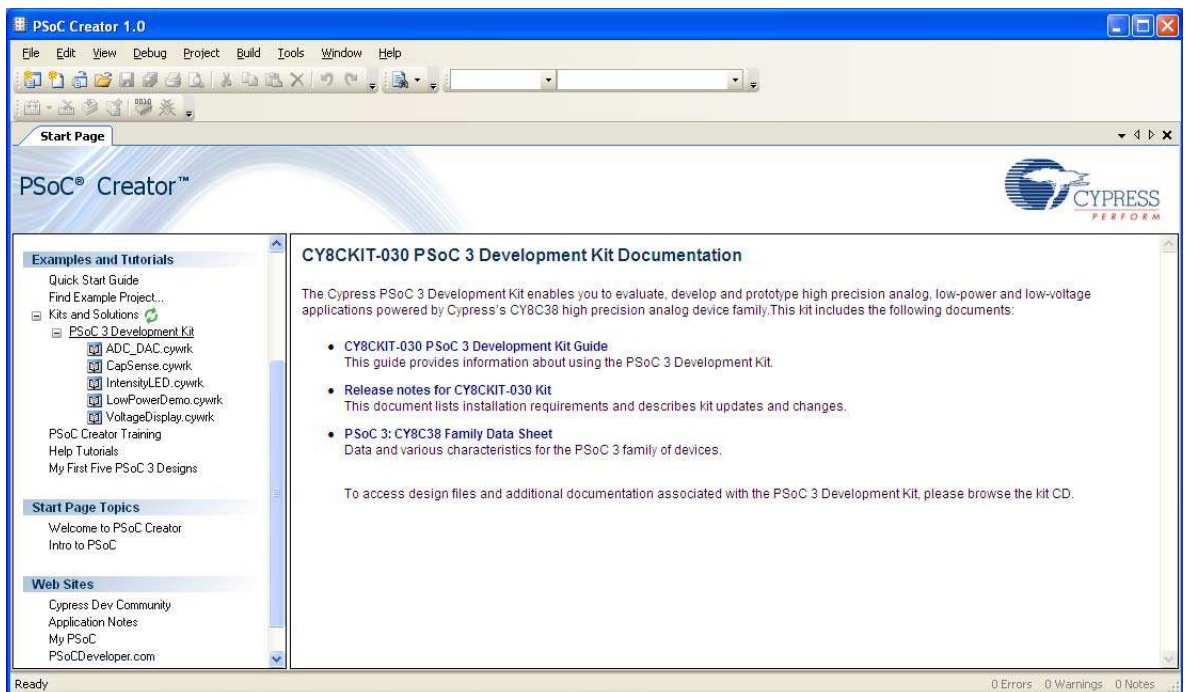 PSoC Creator 1.0
File Edit View Debug Project Build Tools Window Help
Start Page
PSoC® Creator™
CYPRESS
PERFORM
Examples and Tutorials
Quick Start Guide
Find Example Project...
Kits and Solutions
PSoC 3 Development Kit
ADC_DAC.cywrk
CapSense.cywrk
IntensityLED.cywrk
LowPowerDemo.cywrk
VoltageDisplay.cywrk
PSoC Creator Training
Help Tutorials
My First Five PSoC 3 Designs
Start Page Topics
Welcome to PSoC Creator
Intro to PSoC
Web Sites
Cypress Dev Community
Application Notes
My PSoC
PSoCDeveloper.com
CY8CKIT-030 PSoC 3 Development Kit Documentation
The Cypress PSoC 3 Development Kit enables you to evaluate, develop and prototype high precision analog, low-power and low-voltage
applications powered by Cypress's CY8C38 high precision analog device family.This kit includes the following documents:
• CY8CKIT-030 PSoC 3 Development Kit Guide
This guide provides information about using the PSoC 3 Development Kit.
• Release notes for CY8CKIT-030 Kit
This document lists installation requirements and describes kit updates and changes.
• PSoC 3: CY8C38 Family Data Sheet
Data and various characteristics for the PSoC 3 family of devices.
To access design files and additional documentation associated with the PSoC 3 Development Kit, please browse the kit CD.
Ready
0 Errors 0 Warnings 0 Notes